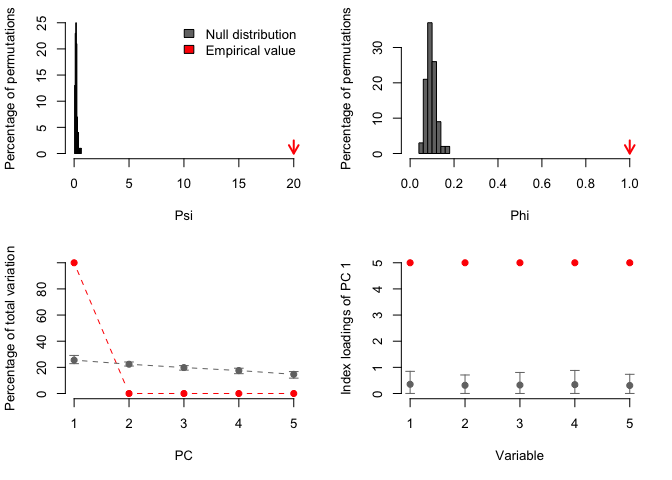 Percentage of permutations
25
20
15
10
5
0
Null distribution
Empirical value
0 5 10 15 20
Psi
Percentage of permutations
30
20
10
0
0.0 0.2 0.4 0.6 0.8 1.0
Phi
Percentage of total variation
80
60
40
20
0
1 2 3 4 5
PC
Index loadings of PC 1
5
4
3
2
1
0
1 2 3 4 5
Variable